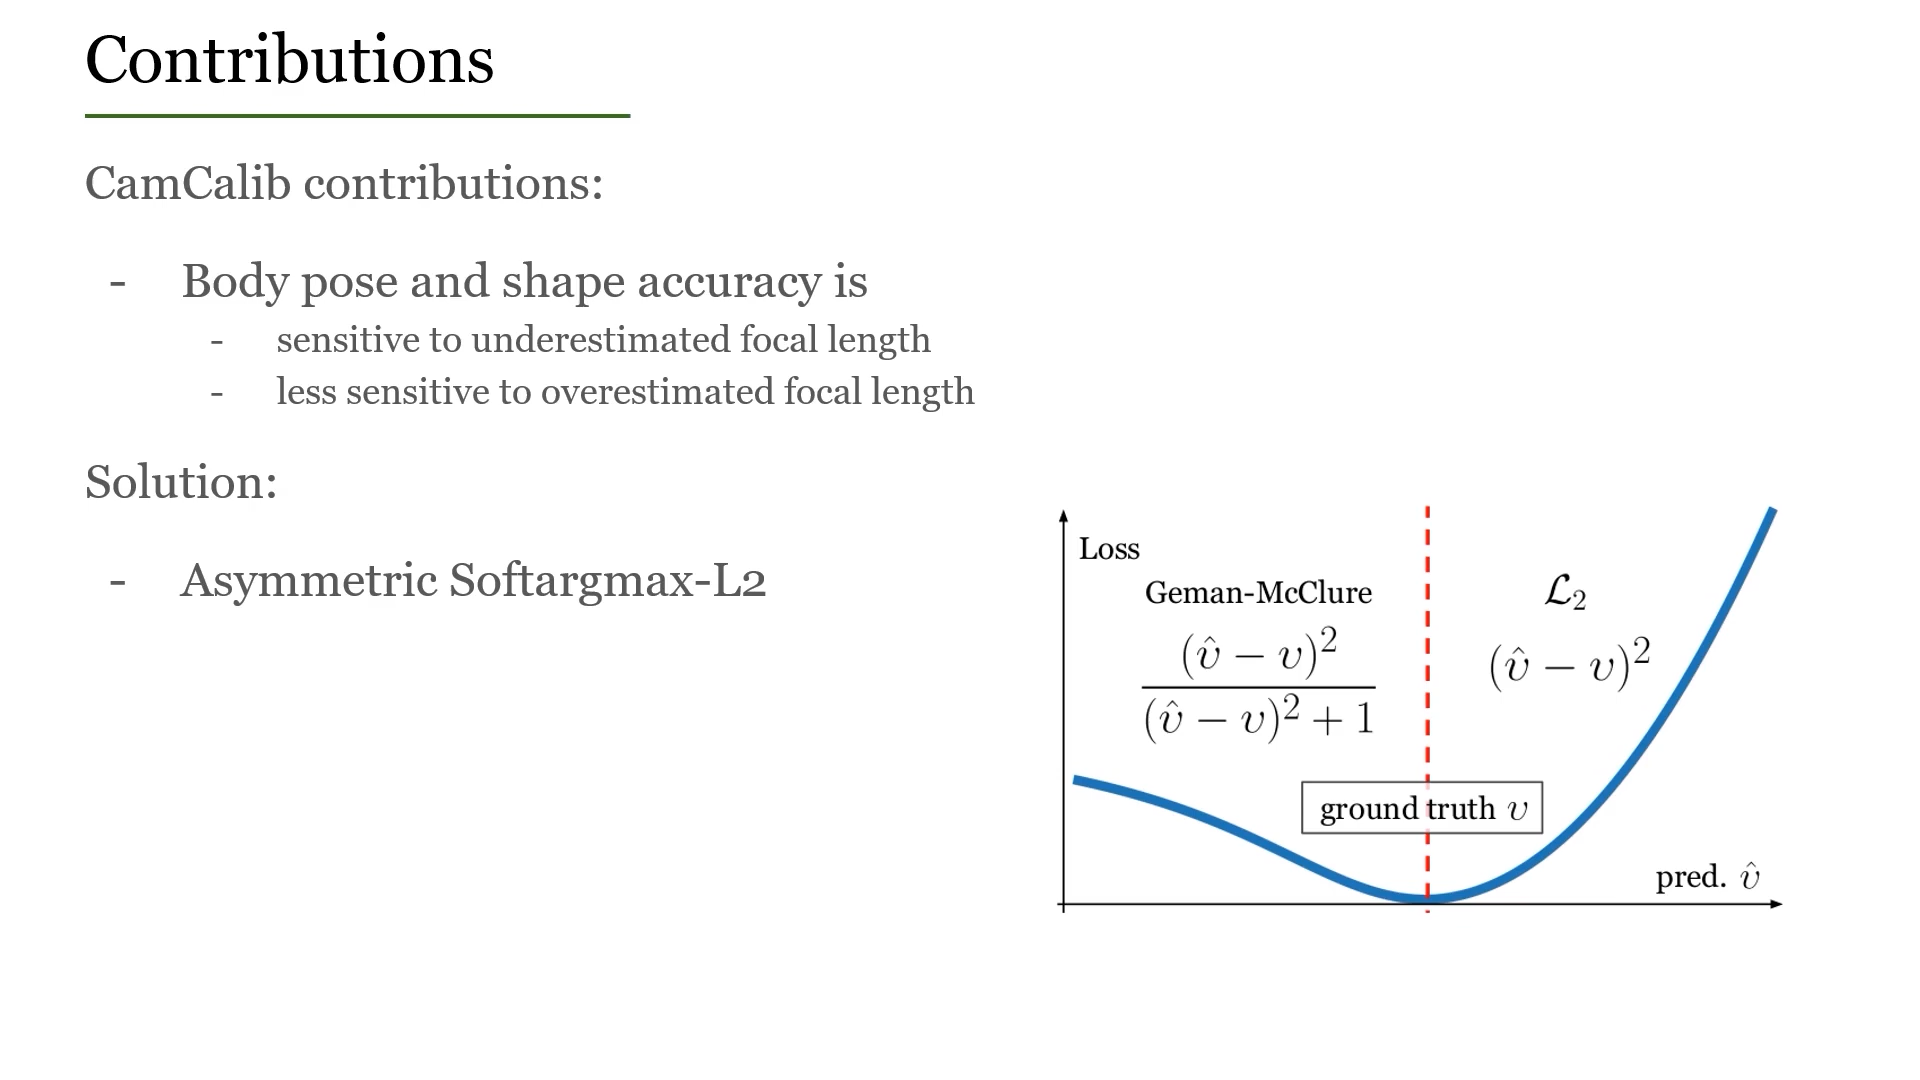 Contributions
CamCalib contributions:
- Body pose and shape accuracy is
- sensitive to underestimated focal length
- less sensitive to overestimated focal length
Solution:
- Asymmetric Softargmax-L2
Loss
Geman-McClure
(υ̂ − υ)²
(υ̂ − υ)² + 1
ℒ₂
(υ̂ − υ)²
ground truth υ
pred. υ̂